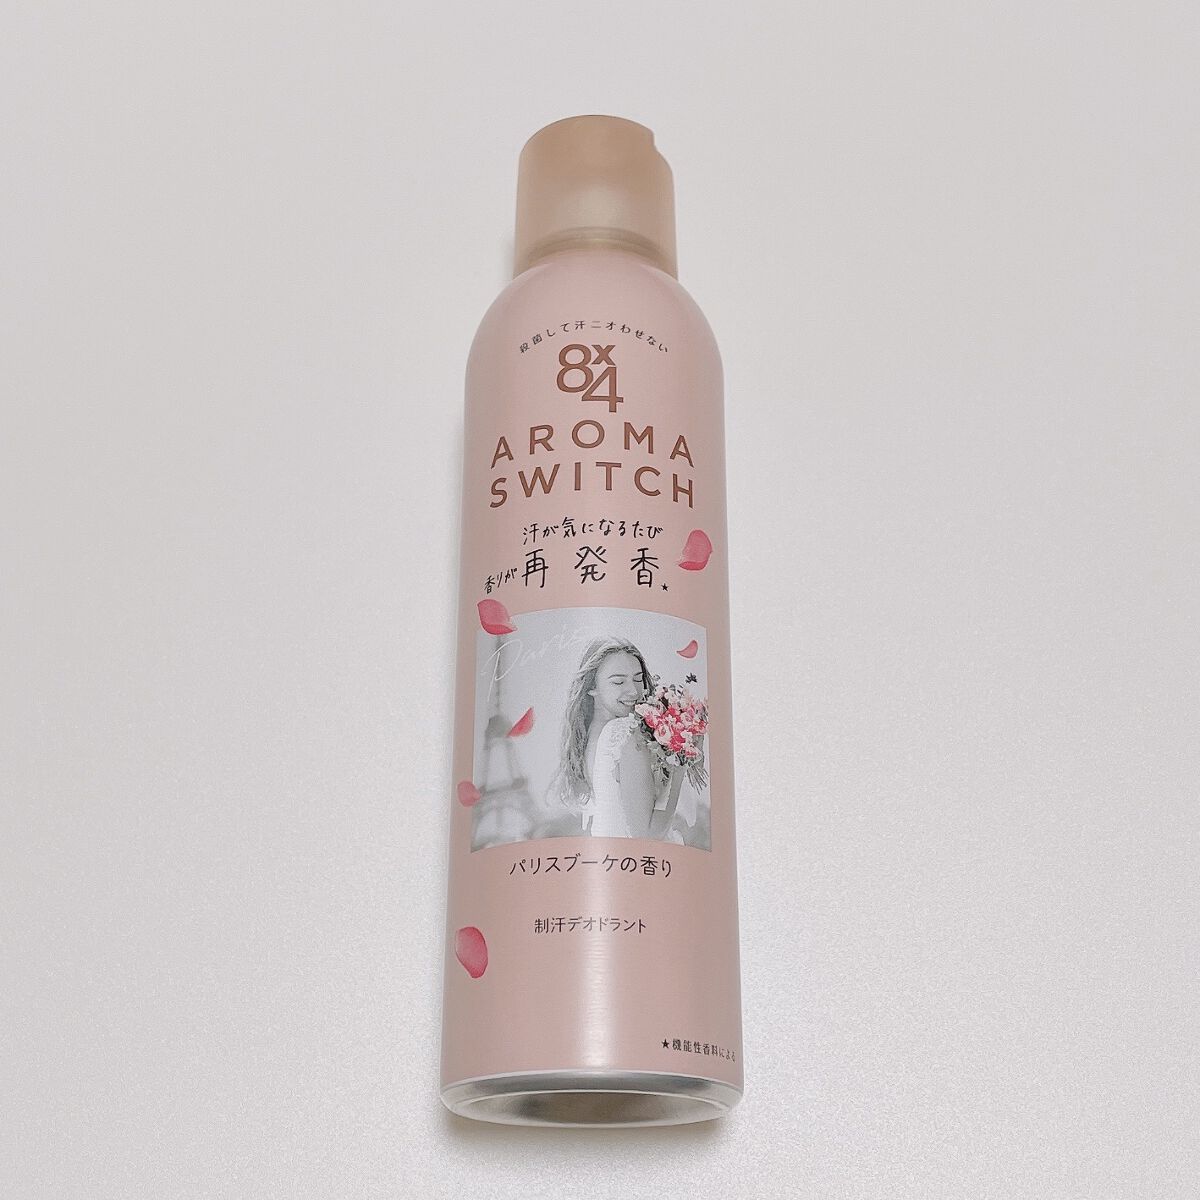 殺菌して汗ニオわせない
8x4
AROMA
SWITCH
汗が気になるたび
香りが再発香★
Paris
パリスブーケの香り
制汗デオドラント
★機能性香料による